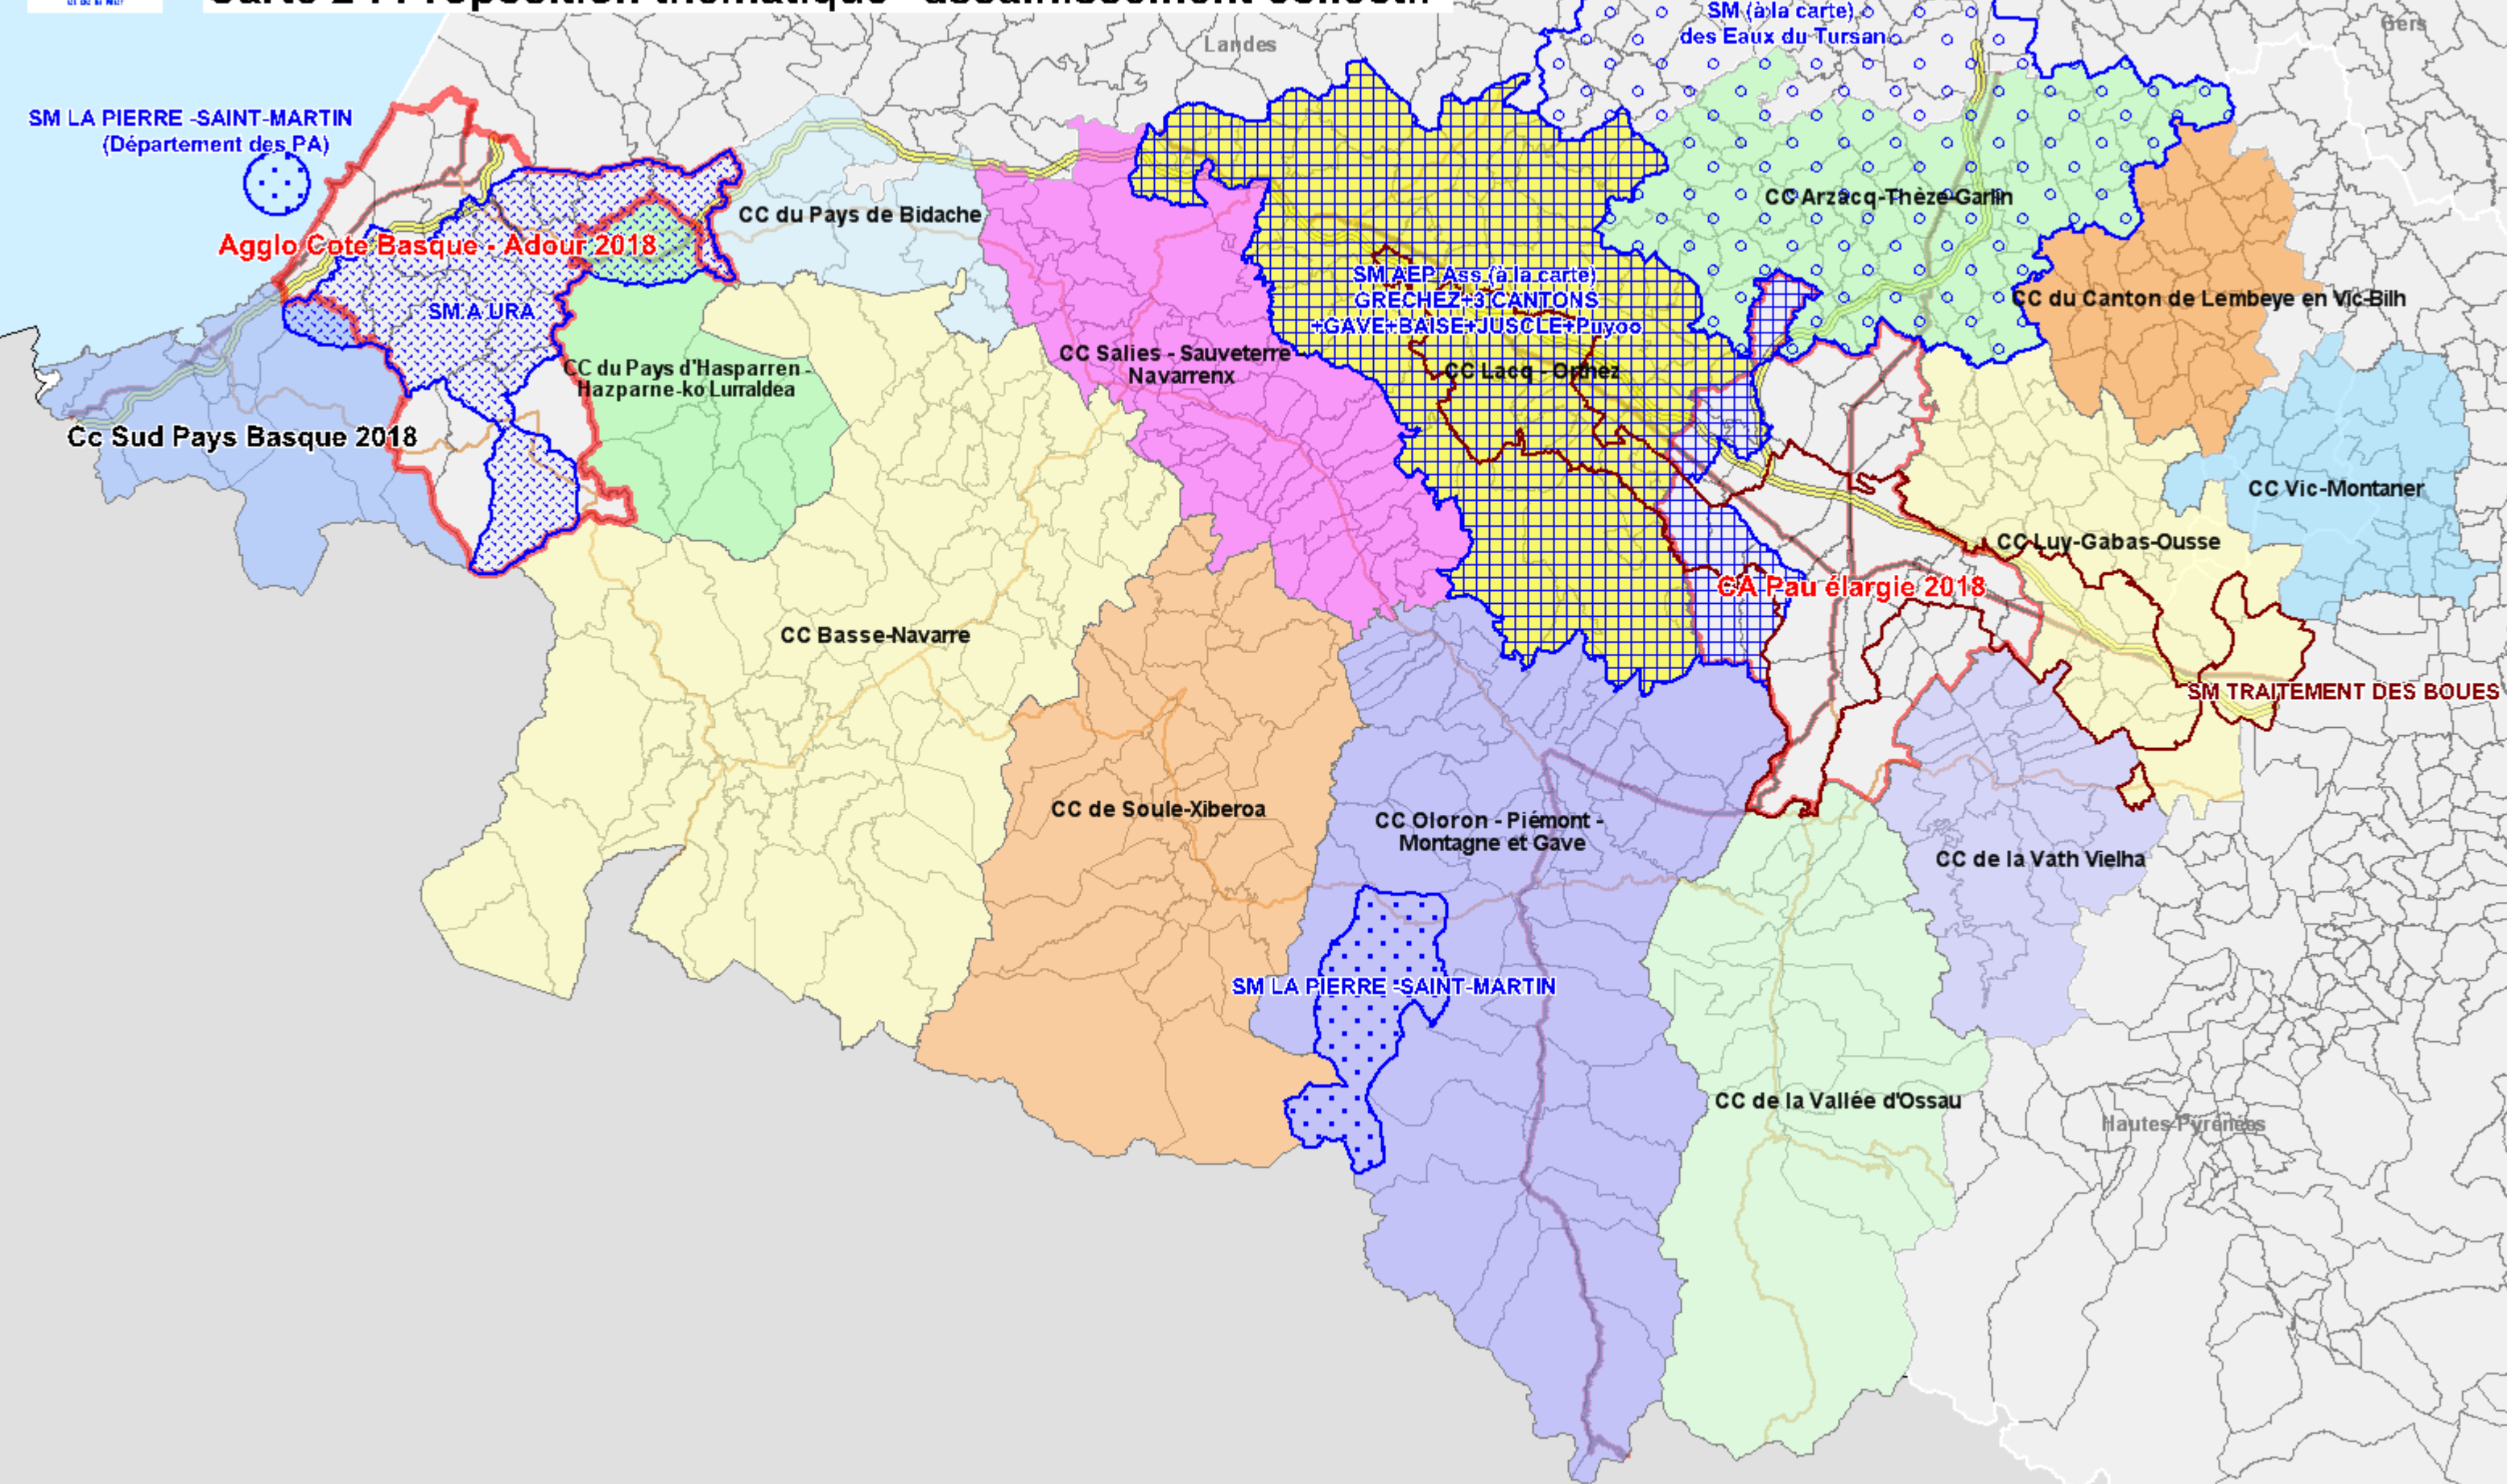 Carte 2 : Proposition thématique "assainissement collectif"
Landes
SM (à la carte)
des Eaux du Tursan
Gers
SM LA PIERRE -SAINT-MARTIN
(Département des PA)
CC du Pays de Bidache
CC Arzacq-Thèze-Garlin
Agglo Cote Basque - Adour 2018
SM AEP Ass (à la carte)
GRECHEZ+3 CANTONS
+GAVE+BAISE+JUSCLE+Puyoo
CC du Canton de Lembeye en Vic-Bilh
SM A URA
CC Salies - Sauveterre
Navarrenx
CC Lacq - Orthez
CC du Pays d'Hasparren -
Hazparne-ko Lurraldea
Cc Sud Pays Basque 2018
CC Vic-Montaner
CC Luy-Gabas-Ousse
CA Pau élargie 2018
CC Basse-Navarre
SM TRAITEMENT DES BOUES
CC de Soule-Xiberoa
CC Oloron - Piémont -
Montagne et Gave
CC de la Vath Vielha
SM LA PIERRE -SAINT-MARTIN
CC de la Vallée d'Ossau
Hautes-Pyrénées